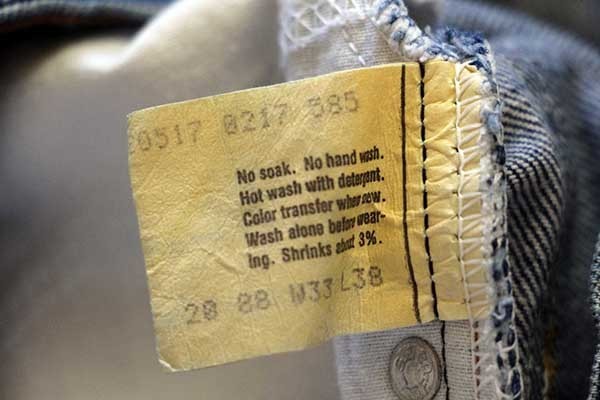 0517 0217 585
No soak. No hand wash.
Hot wash with detergent.
Color transfer when new.
Wash alone before wear-
ing. Shrinks about 3%.
20 88 W33 L38